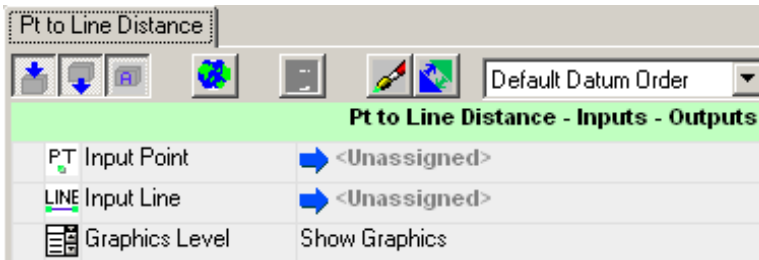 Pt to Line Distance
A
Default Datum Order
Pt to Line Distance - Inputs - Outputs
PT Input Point <Unassigned>
LINE Input Line <Unassigned>
Graphics Level Show Graphics